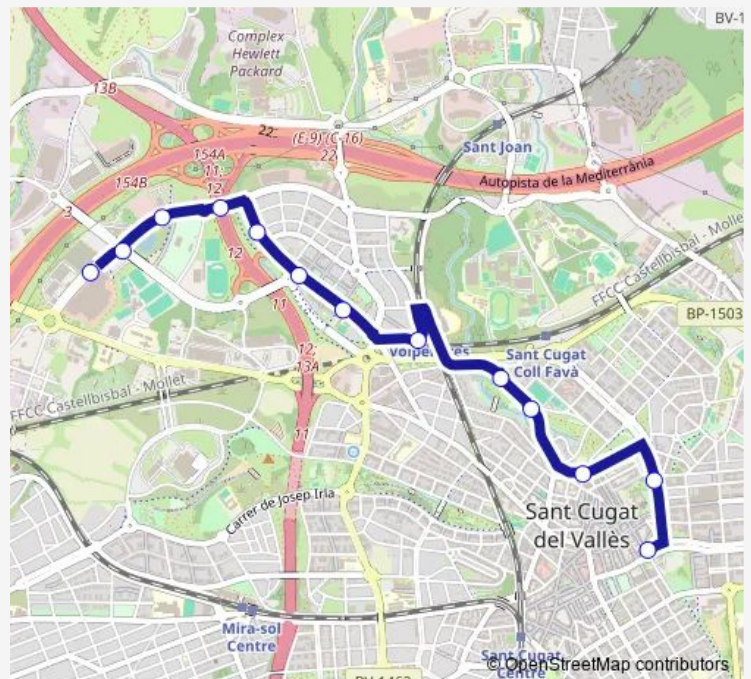 BV-1
Complex
Hewlett
Packard
13B
22
(E-9) (C-16)
22
154A
11;
12
154B
Sant Joan
Autopista de la Mediterrània
3
12
FFCC Castellbisbal - Mollet
11
BP-1503
12;
13A
Sant Cugat
Coll Favà
FFCC Castellbisbal - Mollet
11
Carrer de Josep Irla
Sant Cugat
del Vallès
Mira-sol
Centre
Sant Cugat
Centre
© OpenStreetMap contributors